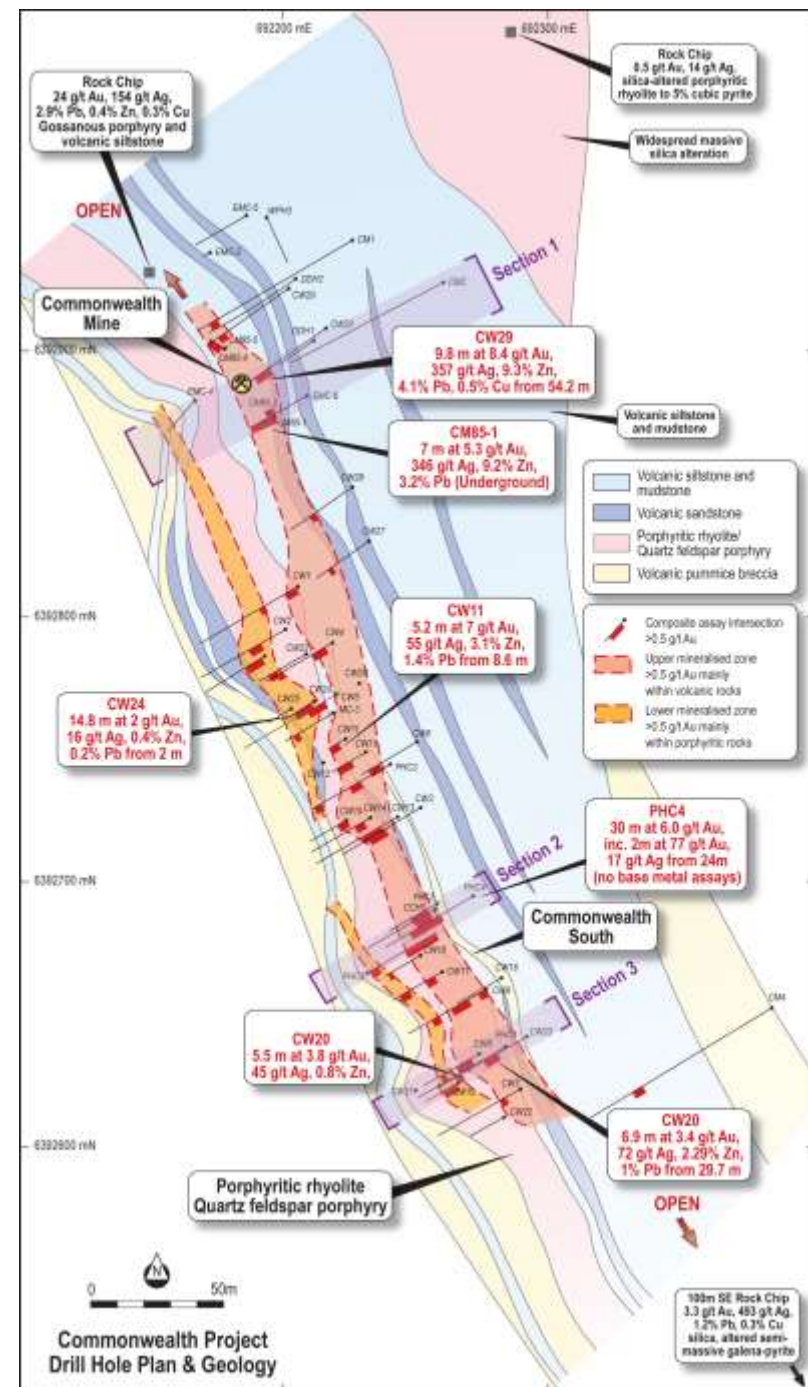 692200 mE
692300 mE
Rock Chip
0.5 g/t Au, 14 g/t Ag,
silica-altered porphyritic
rhyolite to 5% cubic pyrite
Rock Chip
24 g/t Au, 154 g/t Ag,
2.9% Pb, 0.4% Zn, 0.3% Cu
Gossanous porphyry and
volcanic siltstone
Widespread massive
silica alteration
OPEN
CM1
DDH2
Section 1
Commonwealth
Mine
DDH1
6392900 mN
CW29
9.8 m at 8.4 g/t Au,
357 g/t Ag, 9.3% Zn,
4.1% Pb, 0.5% Cu from 54.2 m
EMC-4
Volcanic siltstone
and mudstone
CM85-1
7 m at 5.3 g/t Au,
346 g/t Ag, 9.2% Zn,
3.2% Pb (Underground)
Volcanic siltstone and
mudstone
Volcanic sandstone
Porphyritic rhyolite/
Quartz feldspar porphyry
Volcanic pummice breccia
6392800 mN
CW11
5.2 m at 7 g/t Au,
55 g/t Ag, 3.1% Zn,
1.4% Pb from 8.6 m
Composite assay intersection
>0.5 g/t Au
Upper mineralised zone
>0.5 g/t Au mainly
within volcanic rocks
Lower mineralised zone
>0.5 g/t Au mainly
within porphyritic rocks
CW24
14.8 m at 2 g/t Au,
16 g/t Ag, 0.4% Zn,
0.2% Pb from 2 m
PHC2
CW2
PHC4
30 m at 6.0 g/t Au,
inc. 2m at 77 g/t Au,
17 g/t Ag from 24m
(no base metal assays)
Section 2
6392700 mN
Commonwealth
South
Section 3
CM4
CW20
5.5 m at 3.8 g/t Au,
45 g/t Ag, 0.8% Zn,
CW22
CW20
6.9 m at 3.4 g/t Au,
72 g/t Ag, 2.29% Zn,
1% Pb from 29.7 m
6392600 mN
Porphyritic rhyolite
Quartz feldspar porphyry
OPEN
N
0 50m
100m SE Rock Chip
3.3 g/t Au, 493 g/t Ag,
1.2% Pb, 0.3% Cu
silica, altered semi-
massive galena-pyrite
Commonwealth Project
Drill Hole Plan & Geology